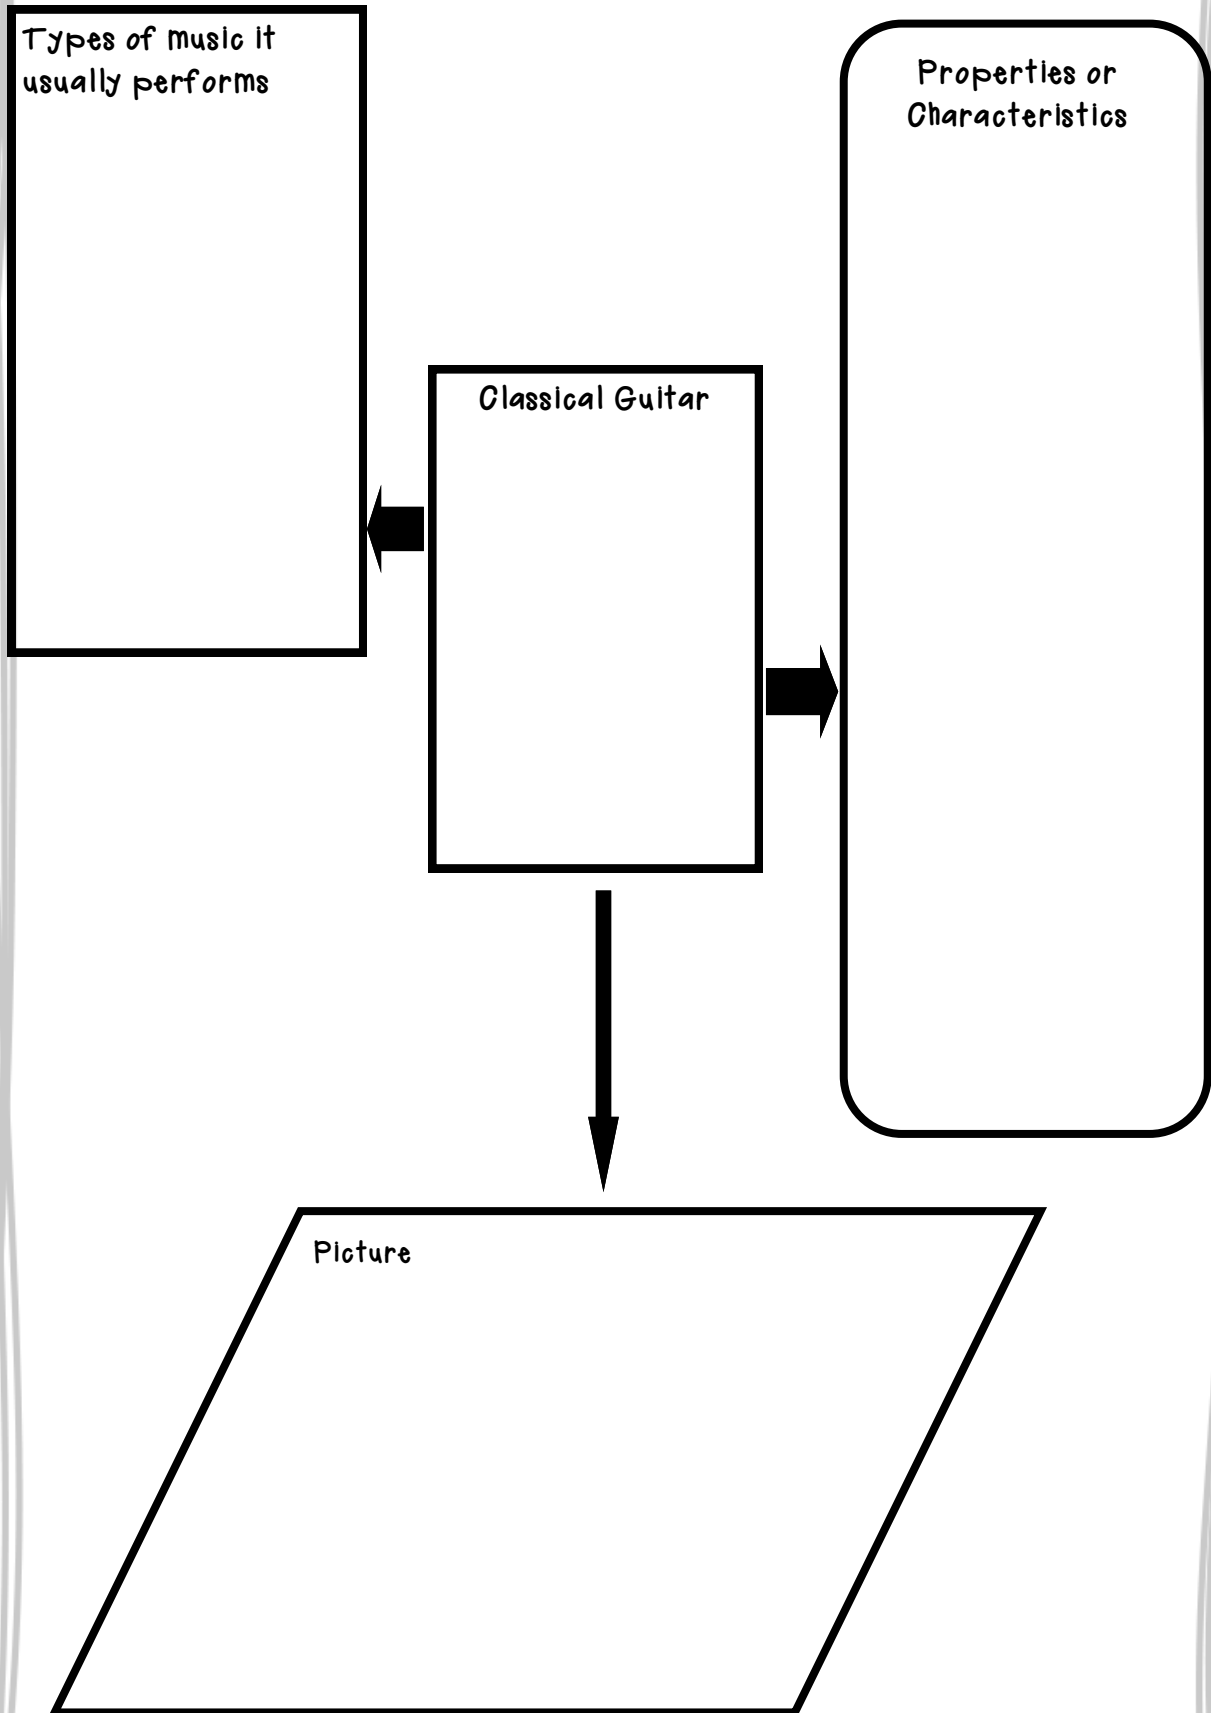 Types of music it
usually performs
Properties or
Characteristics
Classical Guitar
Picture